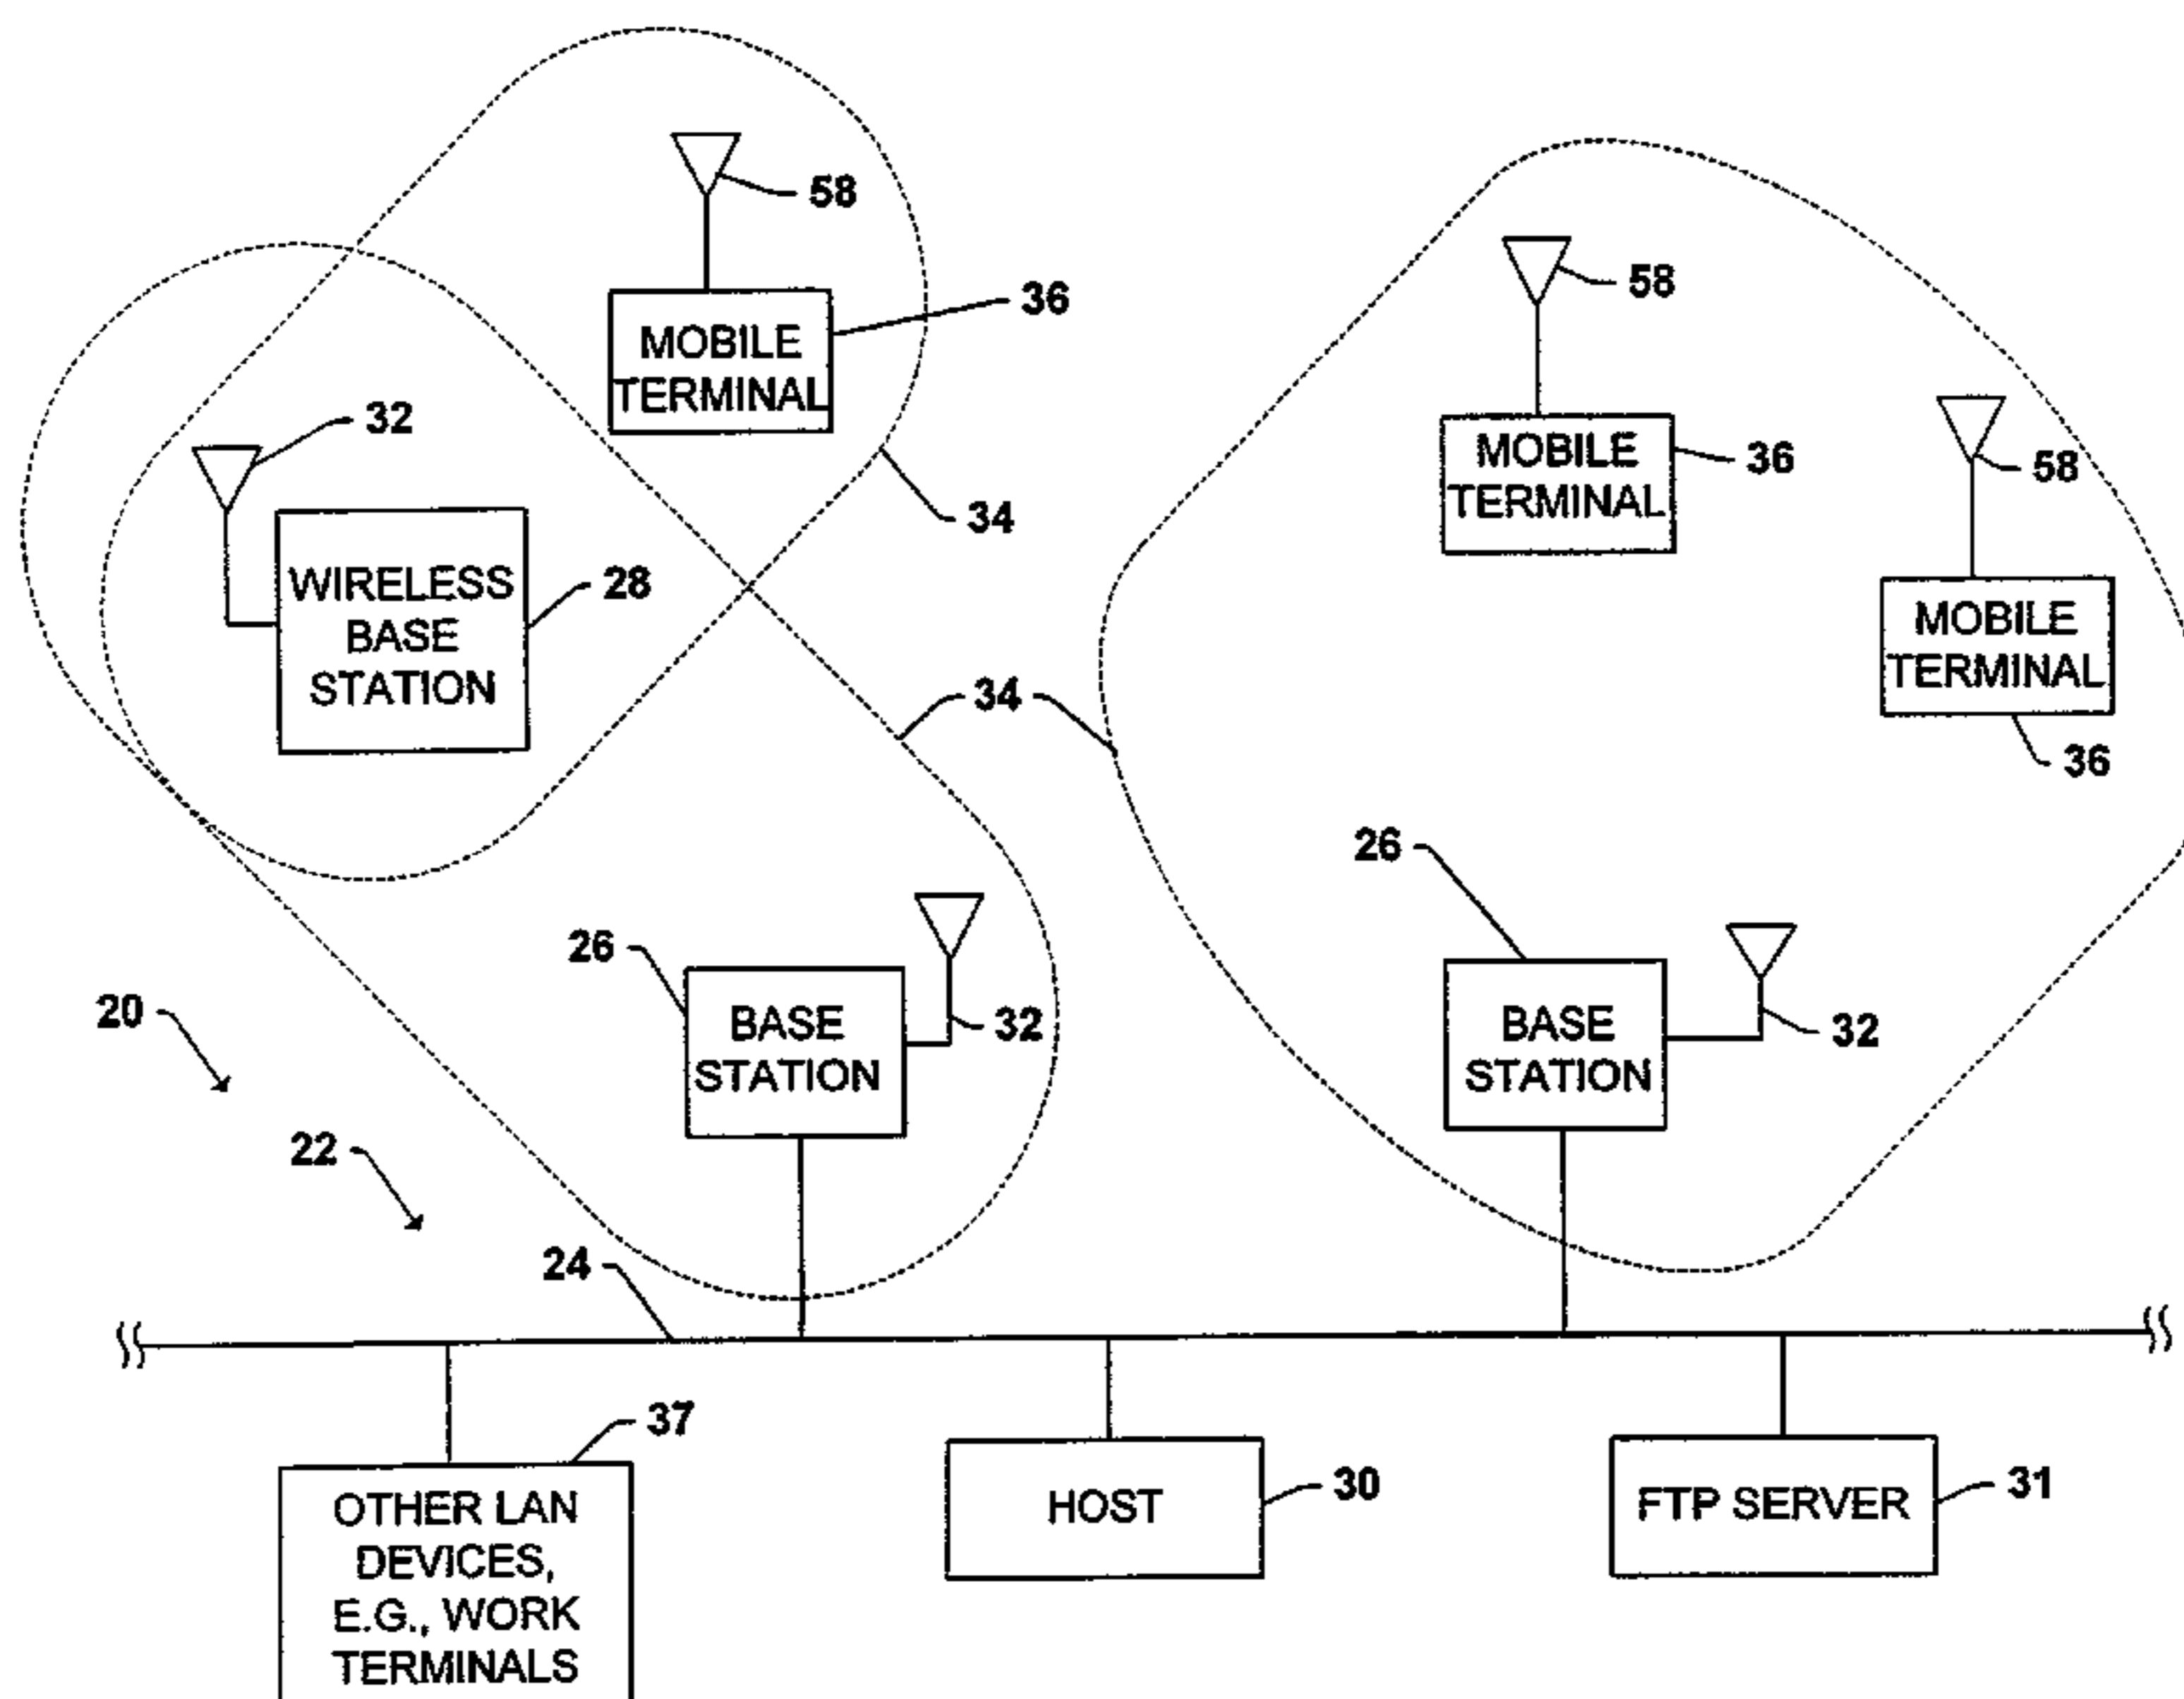 58
36
MOBILE
TERMINAL
58
36
MOBILE
TERMINAL
58
MOBILE
TERMINAL
36
32
34
WIRELESS
BASE
STATION
28
34
26
BASE
STATION
32
26
BASE
STATION
32
20
22
24
37
OTHER LAN
DEVICES,
E.G., WORK
TERMINALS
HOST
30
FTP SERVER
31